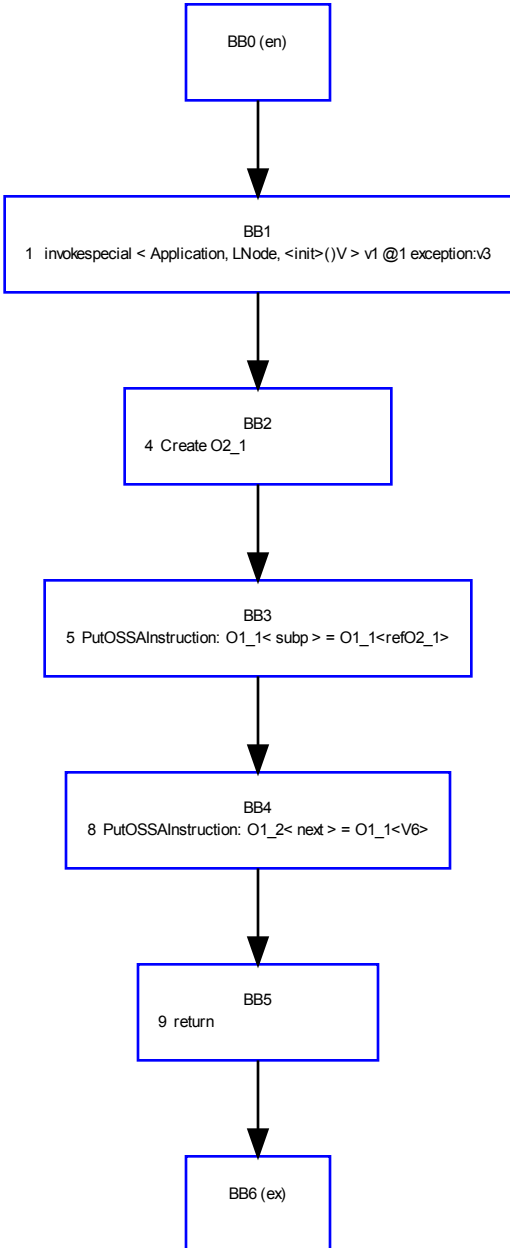 BB0 (en)
BB1
1 invokespecial < Application, LNode, <init>()V > v1 @1 exception:v3
BB2
4 Create O2_1
BB3
5 PutOSSAInstruction: O1_1< subp > = O1_1<refO2_1>
BB4
8 PutOSSAInstruction: O1_2< next > = O1_1<V6>
BB5
9 return
BB6 (ex)